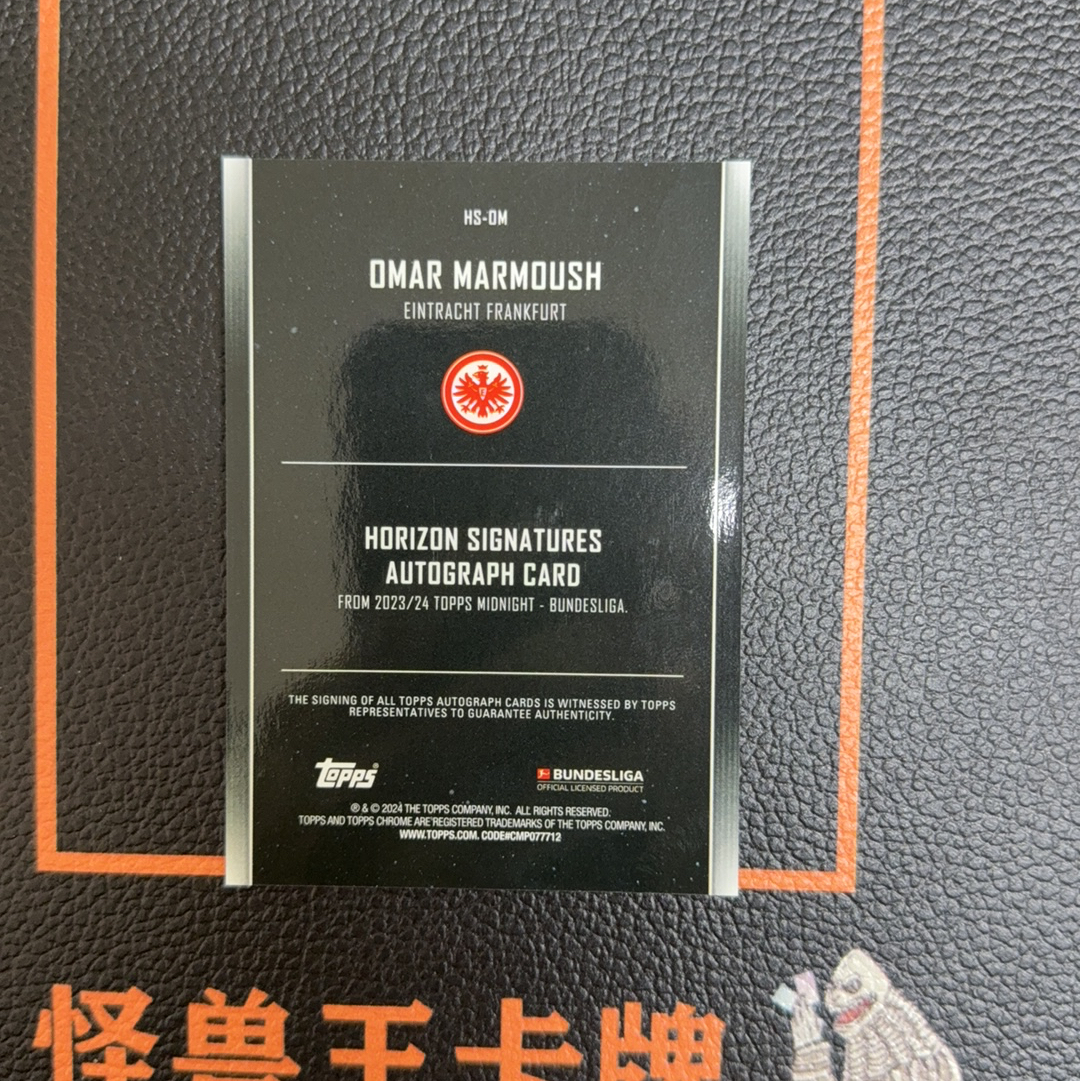 HS-OM
OMAR MARMOUSH
EINTRACHT FRANKFURT
HORIZON SIGNATURES
AUTOGRAPH CARD
FROM 2023/24 TOPPS MIDNIGHT - BUNDESLIGA.
THE SIGNING OF ALL TOPPS AUTOGRAPH CARDS IS WITNESSED BY TOPPS
REPRESENTATIVES TO GUARANTEE AUTHENTICITY.
topps®
BUNDESLIGA
OFFICIAL LICENSED PRODUCT
® & © 2024 THE TOPPS COMPANY, INC. ALL RIGHTS RESERVED.
TOPPS AND TOPPS CHROME ARE REGISTERED TRADEMARKS OF THE TOPPS COMPANY, INC.
WWW.TOPPS.COM. CODE#CMP077712
怪兽王卡牌